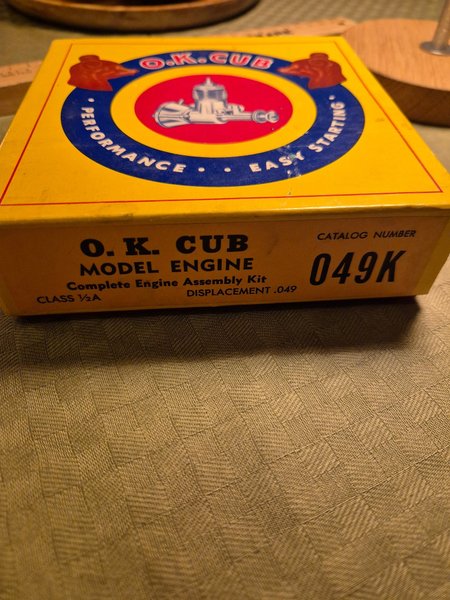 O.K. CUB
• PERFORMANCE • • EASY STARTING •
O. K. CUB
MODEL ENGINE
Complete Engine Assembly Kit
CLASS ½A
DISPLACEMENT .049
CATALOG NUMBER
049K